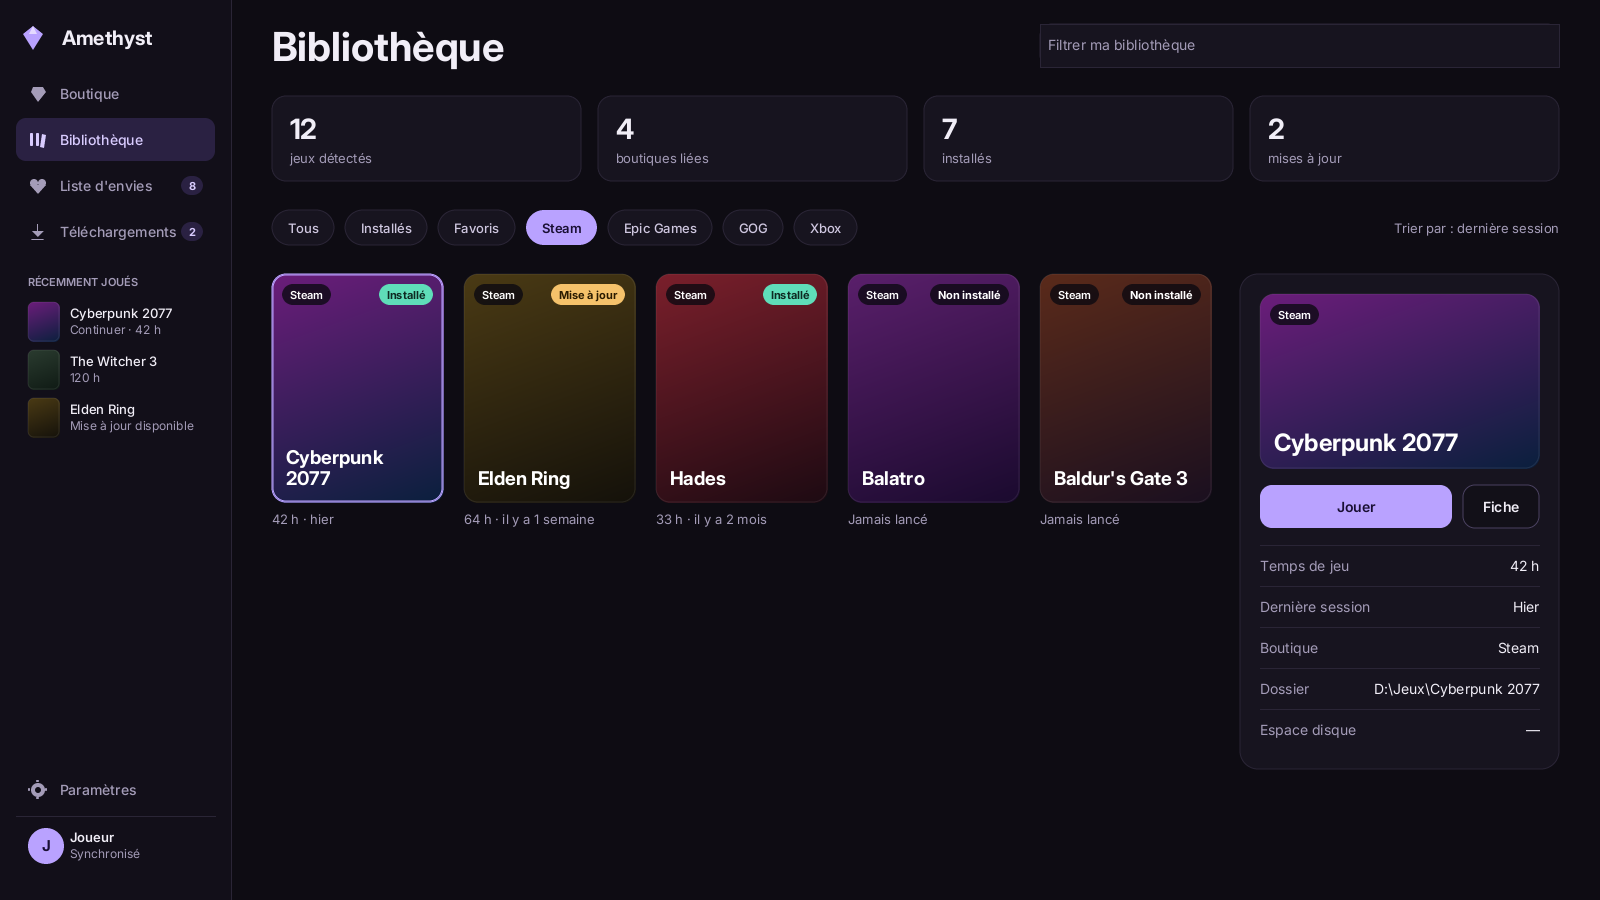 Amethyst
Boutique
Bibliothèque
Liste d'envies 8
Téléchargements 2
RÉCEMMENT JOUÉS
Cyberpunk 2077
Continuer · 42 h
The Witcher 3
120 h
Elden Ring
Mise à jour disponible
Paramètres
J
Joueur
Synchronisé
Bibliothèque
Filtrer ma bibliothèque
12
jeux détectés
4
boutiques liées
7
installés
2
mises à jour
Tous Installés Favoris Steam Epic Games GOG Xbox
Trier par : dernière session
Steam Installé
Cyberpunk
2077
42 h · hier
Steam Mise à jour
Elden Ring
64 h · il y a 1 semaine
Steam Installé
Hades
33 h · il y a 2 mois
Steam Non installé
Balatro
Jamais lancé
Steam Non installé
Baldur's Gate 3
Jamais lancé
Steam
Cyberpunk 2077
Jouer Fiche
Temps de jeu 42 h
Dernière session Hier
Boutique Steam
Dossier D:\Jeux\Cyberpunk 2077
Espace disque —